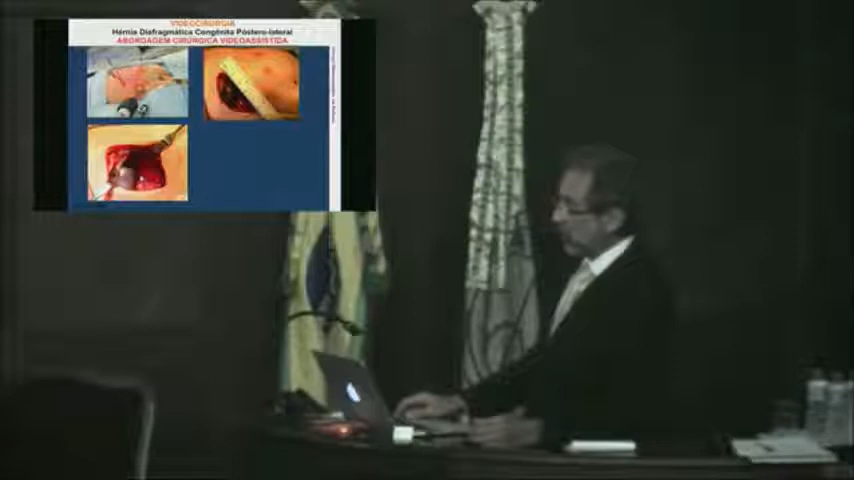 VIDEOCIRURGIA
Hérnia Diafragmática Congênita Póstero-lateral
ABORDAGEM CIRÚRGICA VIDEOASSISTIDA